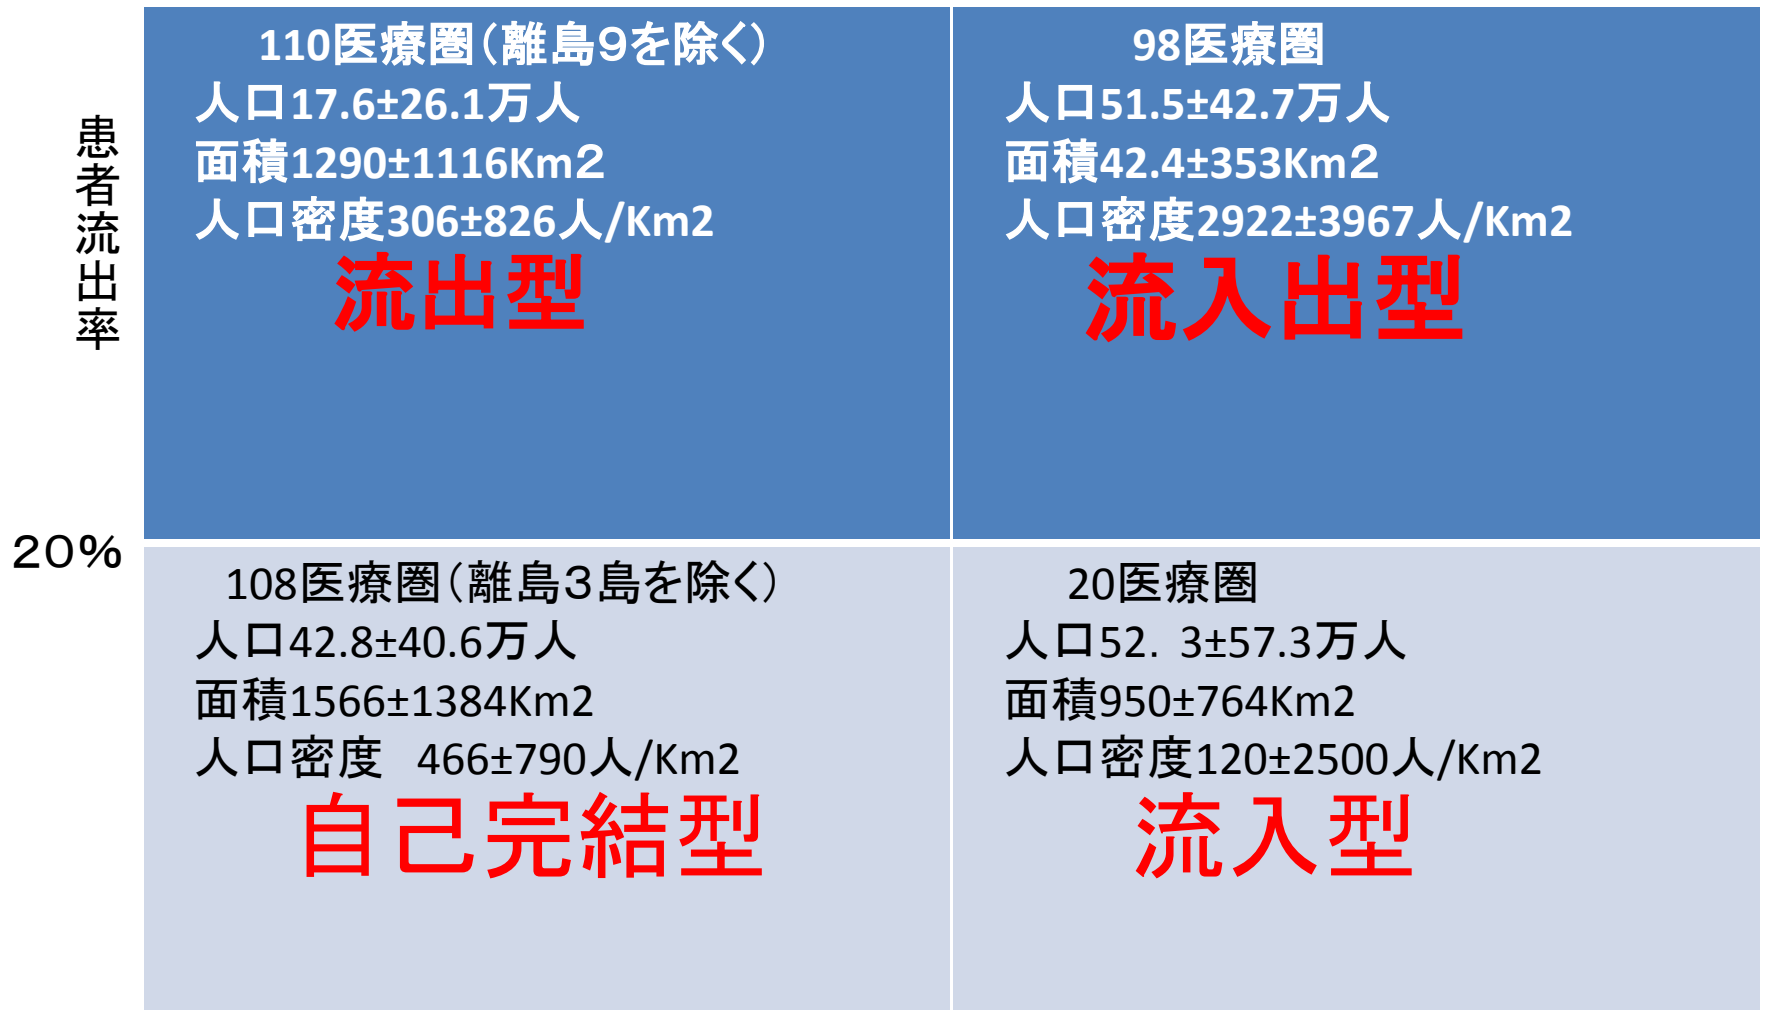 患者流出率
20%
110医療圏（離島９を除く）
人口17.6±26.1万人
面積1290±1116Km２
人口密度306±826人/Km2
流出型
98医療圏
人口51.5±42.7万人
面積42.4±353Km２
人口密度2922±3967人/Km2
流入出型
108医療圏（離島３島を除く）
人口42.8±40.6万人
面積1566±1384Km2
人口密度　466±790人/Km2
自己完結型
20医療圏
人口52．3±57.3万人
面積950±764Km2
人口密度120±2500人/Km2
流入型